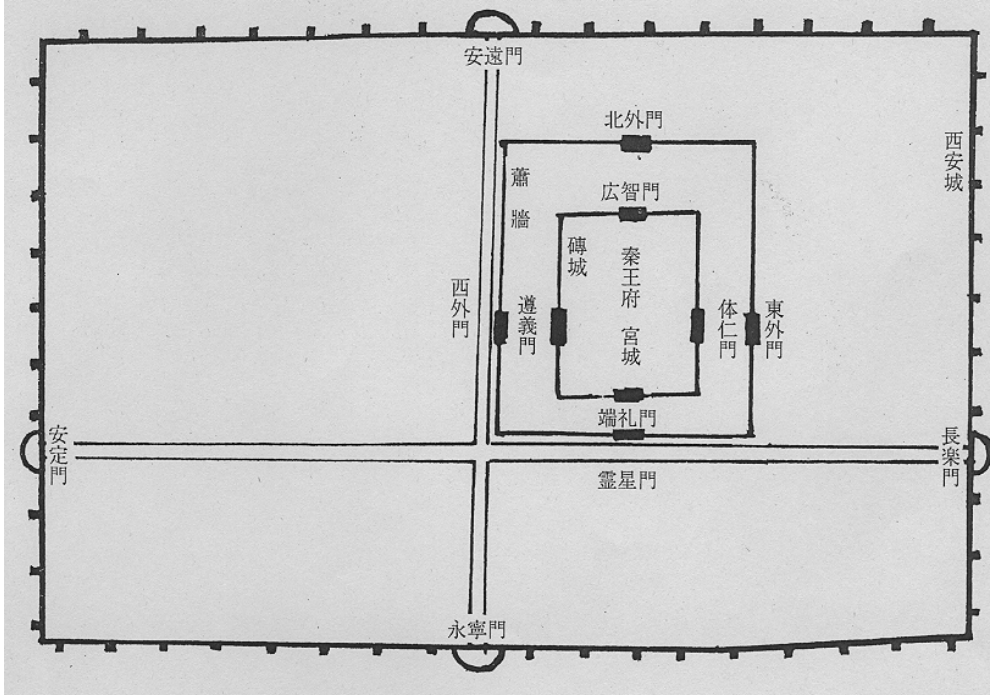 安遠門
北外門
西安城
蕭牆
広智門
磚城
秦王府 宮城
西外門
遵義門
体仁門
東外門
端礼門
安定門
長楽門
霊星門
永寧門